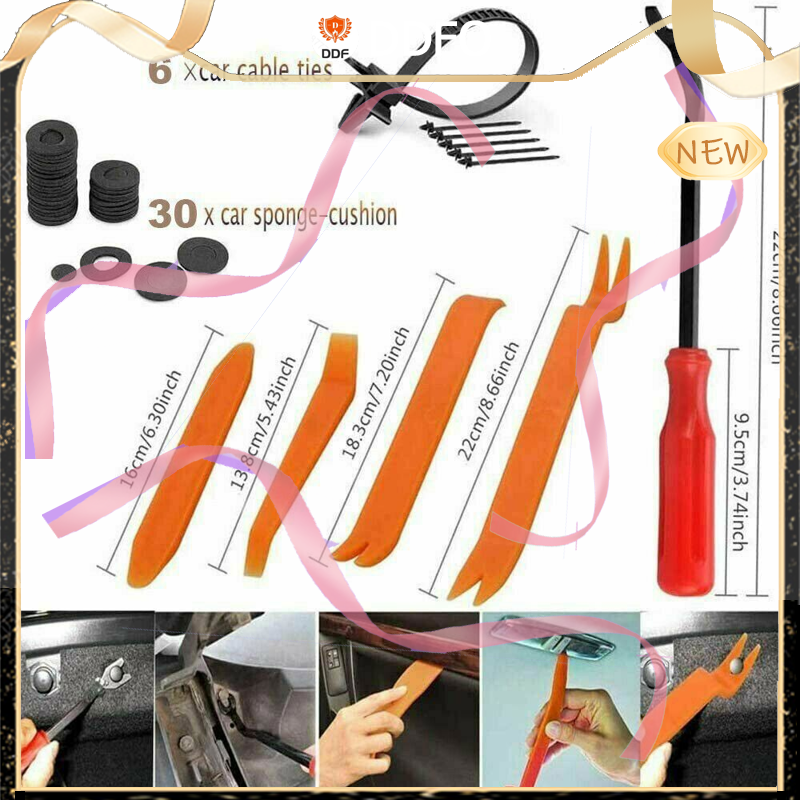 DDF
6 xcar cable ties
NEW
30 x car sponge-cushion
16cm/6.30inch
13.8cm/5.43inch
18.3cm/7.20inch
22cm/8.66inch
22cm/8.66inch
9.5cm/3.74inch